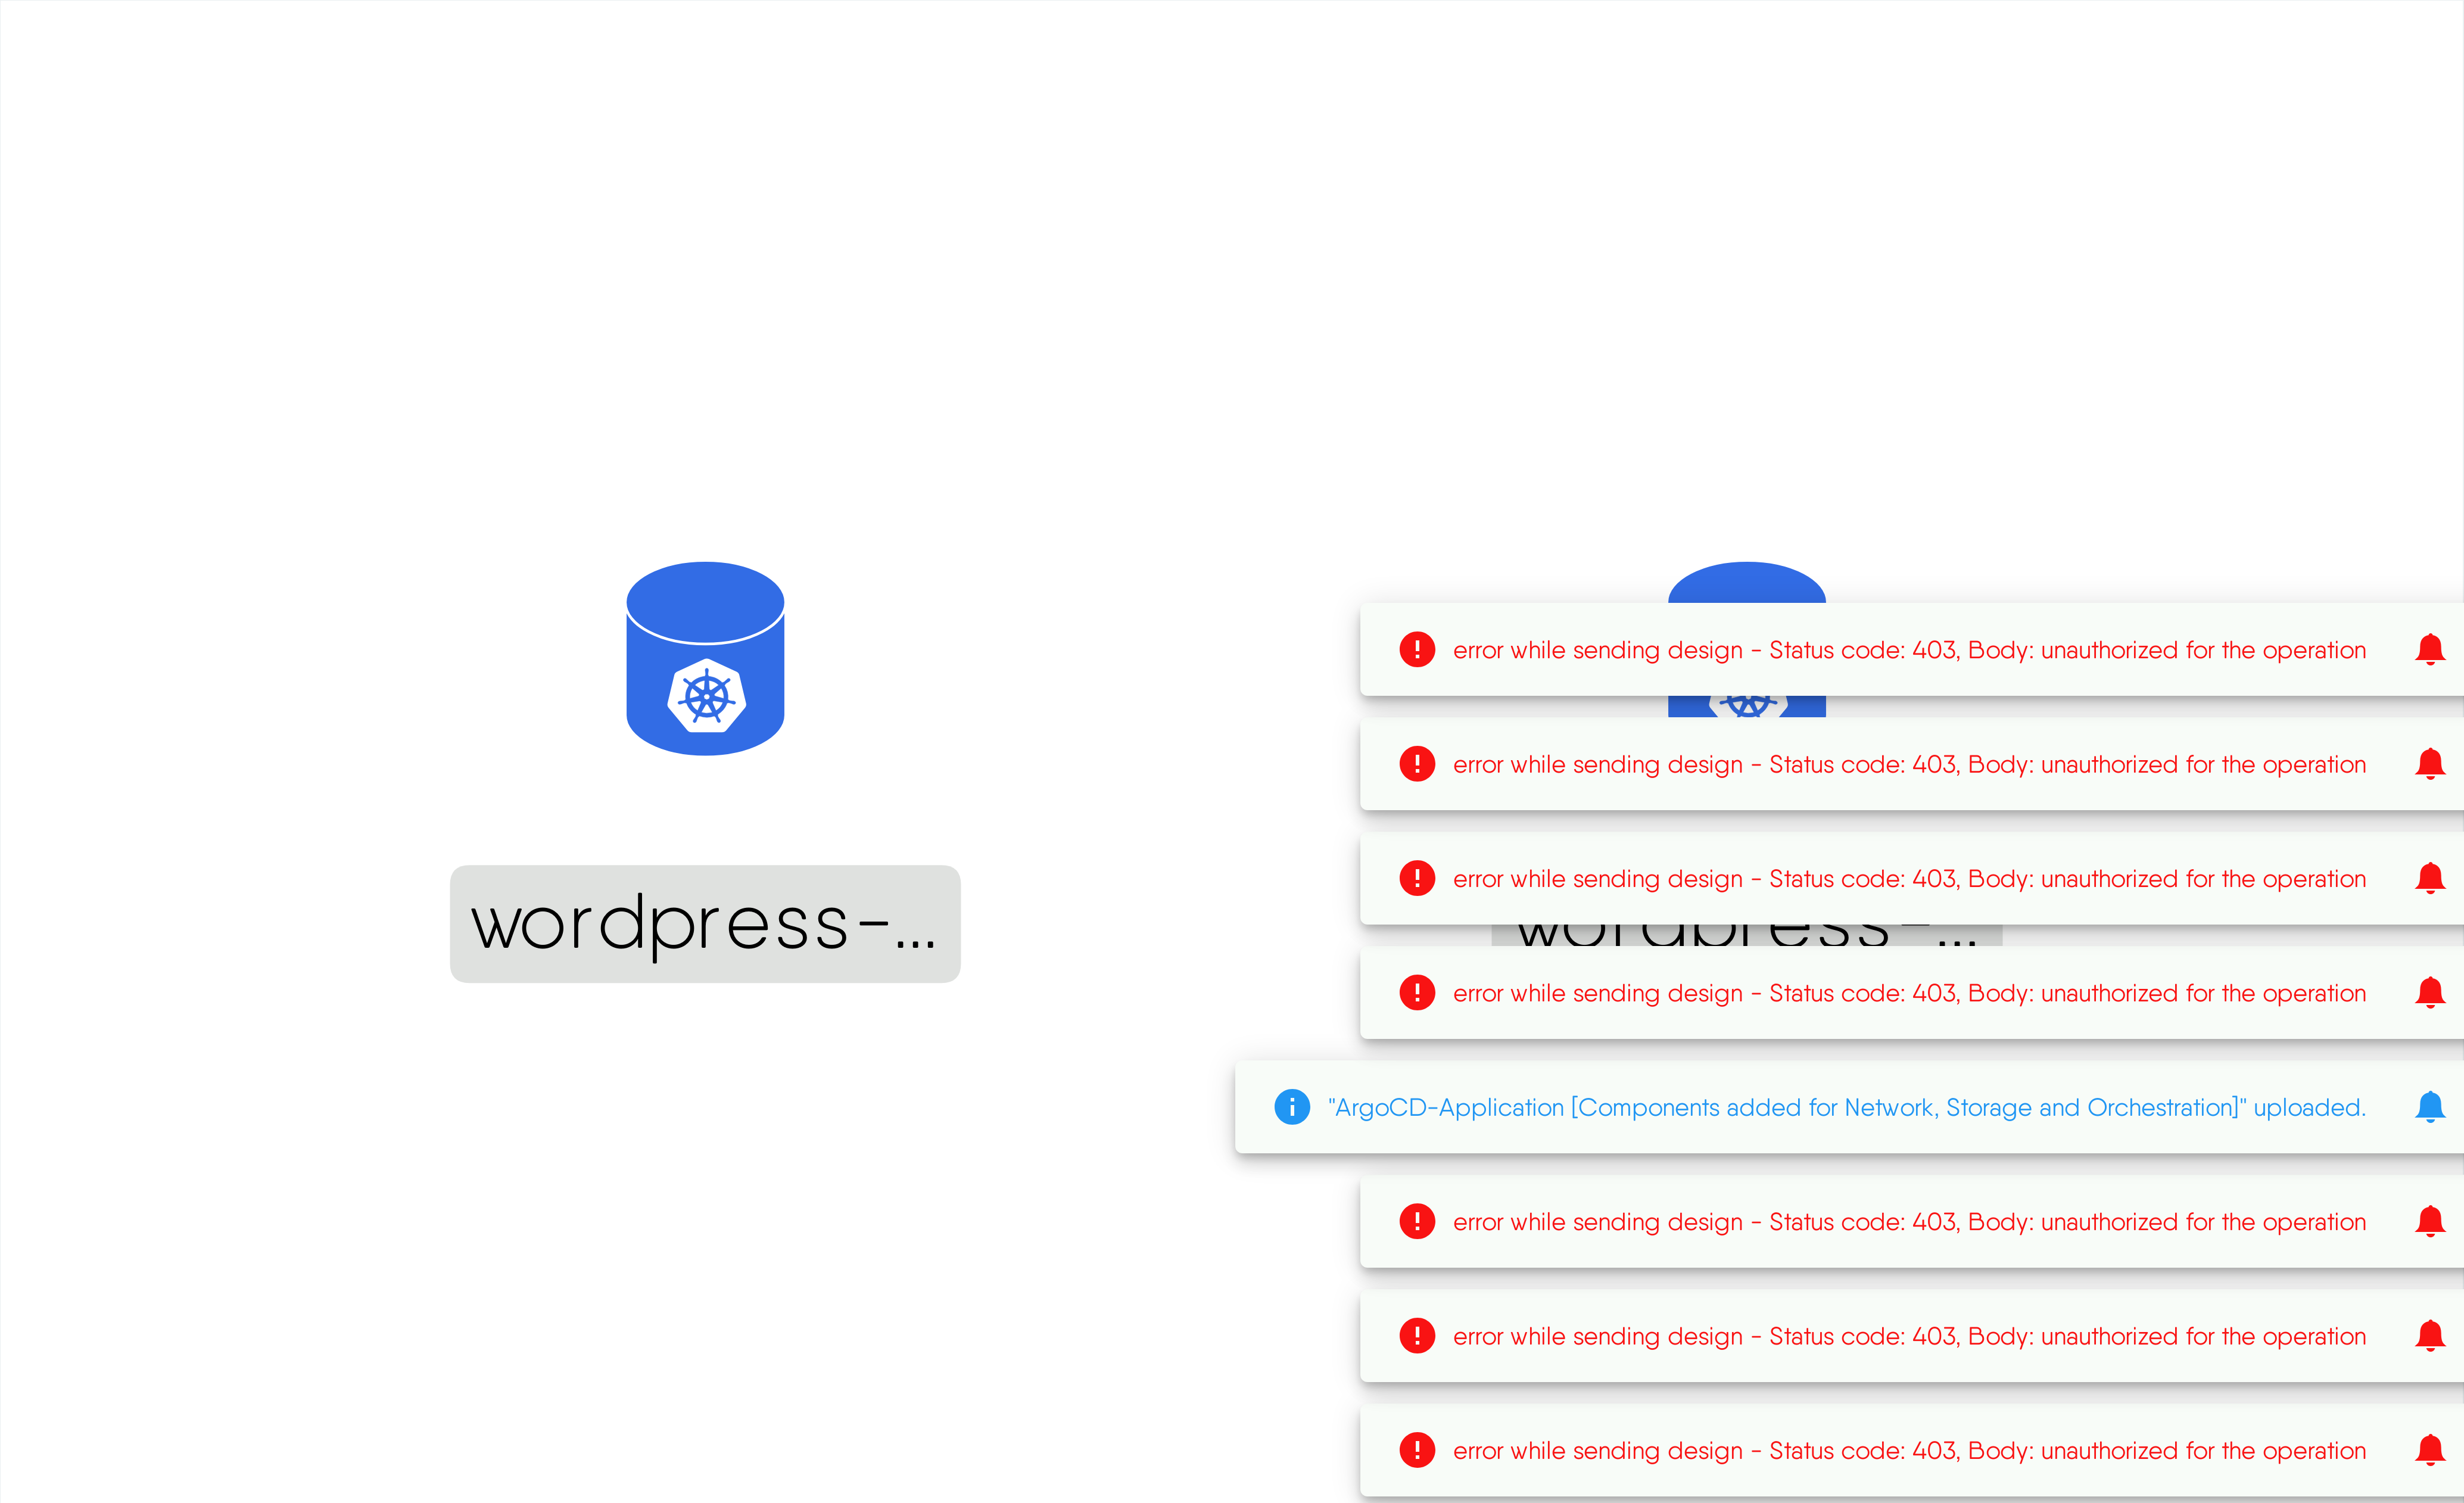 error while sending design - Status code: 403, Body: unauthorized for the operation
error while sending design - Status code: 403, Body: unauthorized for the operation
wordpress-...
error while sending design - Status code: 403, Body: unauthorized for the operation
wordpress-...
error while sending design - Status code: 403, Body: unauthorized for the operation
"ArgoCD-Application [Components added for Network, Storage and Orchestration]" uploaded.
error while sending design - Status code: 403, Body: unauthorized for the operation
error while sending design - Status code: 403, Body: unauthorized for the operation
error while sending design - Status code: 403, Body: unauthorized for the operation